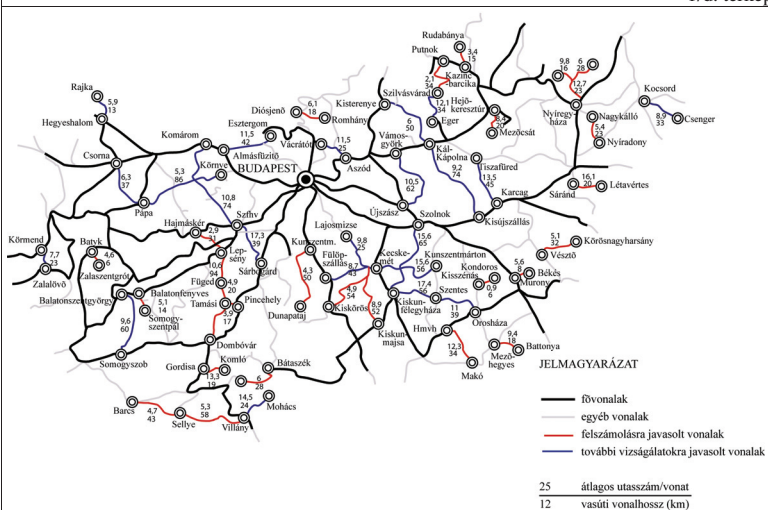 Rudabánya
3,4
15
Putnok
Kazinc-
barcika
2,1
34
9,8
16
6
28
12,7
23
Rajka
5,9
13
Hegyeshalom
Diósjenő
6,1
18
Romhány
Kisterenye
Szilvásvárad
12,1
34
Hejő-
keresztúr
8,4
20
Mezőcsát
Eger
Nyíregy-
háza
Nagykálló
5,4
23
Nyíradony
Kocsord
8,9
33
Csenger
Komárom
Esztergom
11,5
42
Almásfüzitő
Vácrátót
11,5
25
Aszód
Vámos-
györk
6
50
Kál-
Kápolna
9,2
74
Tiszafüred
13,5
45
Csorna
6,3
37
Pápa
5,3
86
Környe
BUDAPEST
10,5
62
Újszász
Szolnok
Karcag
Kisújszállás
Sáránd
16,1
20
Létavértes
10,8
74
Szfhv
Hajmáskér
2,9
31
Lep-
sény
17,3
39
Sárbogárd
Kunszentm.
Lajosmizse
9,8
25
Fülöp-
szállás
8,7
43
Kecske-
mét
15,6
65
Kunszentmárton
15,6
56
Kondoros
Kisszénás
0,9
6
5,1
32
Vésztő
Körösnagyharsány
5,6
8
Békés
Murony
Körmend
7,7
23
Zalalövő
Batyk
4,6
6
Zalaszentgrót
Balatonszentgyörgy
Balatonfenyves
5,1
14
Somogy-
szentpál
9,6
60
Somogyszob
10,6
94
Füged
4,9
20
Tamási
Pincehely
3,9
17
Dombóvár
4,3
50
Dunapataj
4,9
54
Kiskőrös
8,9
52
Kiskun-
majsa
17,4
56
Kiskun-
félegyháza
Szentes
11
39
Orosháza
Hmvh
12,3
34
Makó
9,4
18
Mező-
hegyes
Battonya
Gordisa
Komló
13,3
19
Bátaszék
6
28
14,5
24
Mohács
Barcs
4,7
43
Sellye
5,3
58
Villány
JELMAGYARÁZAT
fővonalak
egyéb vonalak
felszámolásra javasolt vonalak
további vizsgálatokra javasolt vonalak
25 átlagos utasszám/vonat
12 vasúti vonalhossz (km)